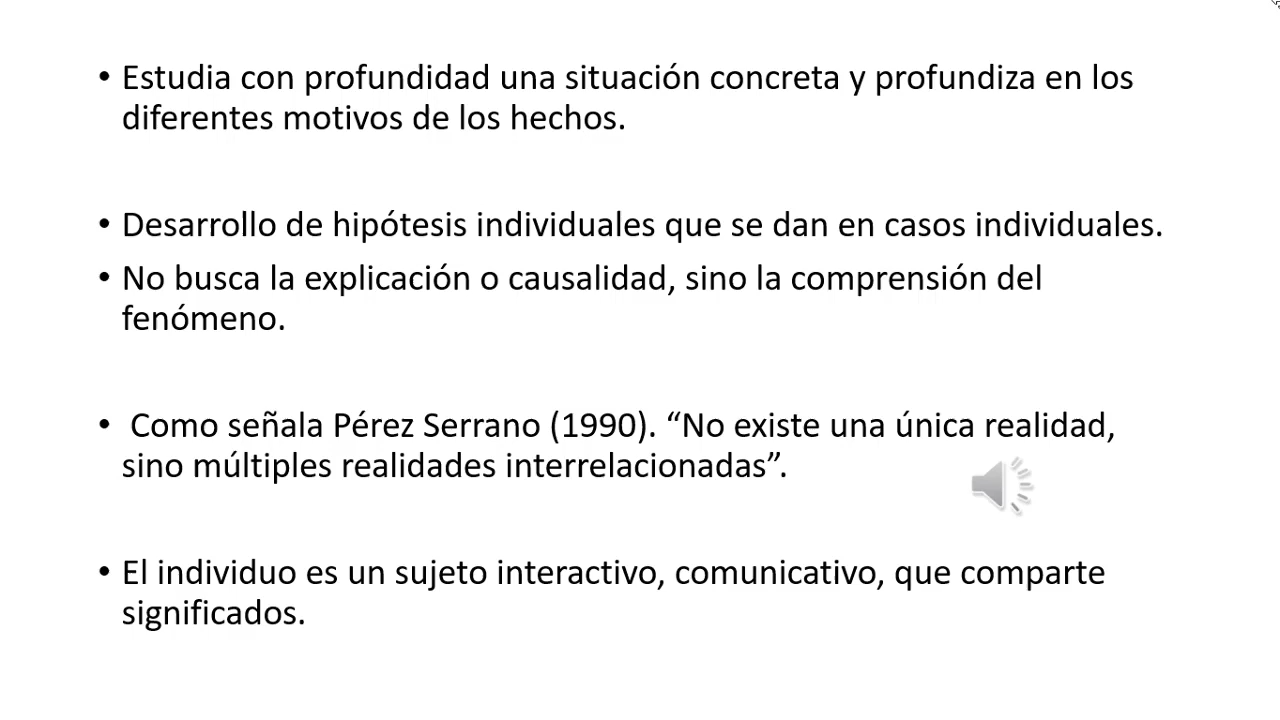 • Estudia con profundidad una situación concreta y profundiza en los
diferentes motivos de los hechos.
• Desarrollo de hipótesis individuales que se dan en casos individuales.
• No busca la explicación o causalidad, sino la comprensión del
fenómeno.
• Como señala Pérez Serrano (1990). “No existe una única realidad,
sino múltiples realidades interrelacionadas”.
• El individuo es un sujeto interactivo, comunicativo, que comparte
significados.